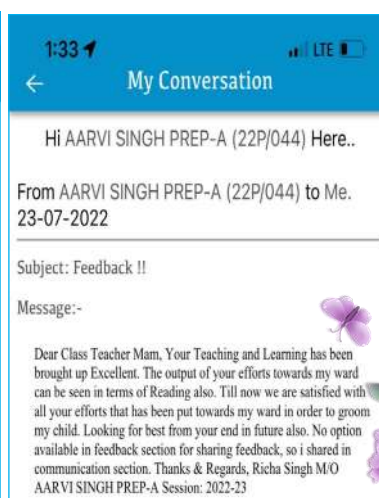 1:33 LTE
My Conversation
Hi AARVI SINGH PREP-A (22P/044) Here..
From AARVI SINGH PREP-A (22P/044) to Me.
23-07-2022
Subject: Feedback !!
Message:-
Dear Class Teacher Mam, Your Teaching and Learning has been
brought up Excellent. The output of your efforts towards my ward
can be seen in terms of Reading also. Till now we are satisfied with
all your efforts that has been put towards my ward in order to groom
my child. Looking for best from your end in future also. No option
available in feedback section for sharing feedback, so i shared in
communication section. Thanks & Regards, Richa Singh M/O
AARVI SINGH PREP-A Session: 2022-23